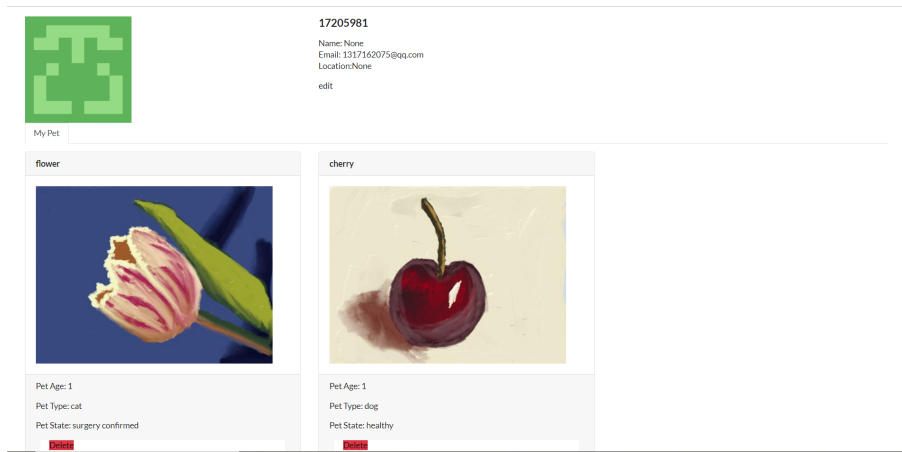 17205981
Name: None
Email: 1317162075@qq.com
Location:None
edit
My Pet
flower
Pet Age: 1
Pet Type: cat
Pet State: surgery confirmed
Delete
cherry
Pet Age: 1
Pet Type: dog
Pet State: healthy
Delete